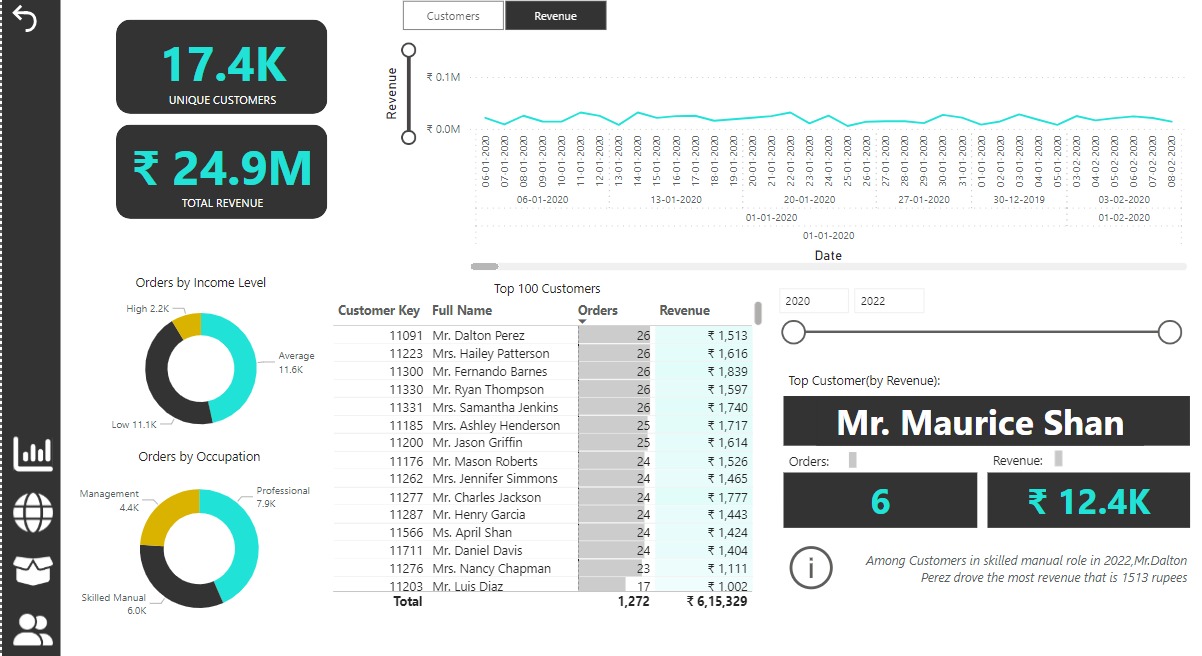 Customers
Revenue
17.4K
UNIQUE CUSTOMERS
₹ 24.9M
TOTAL REVENUE
Revenue
₹ 0.1M
₹ 0.0M
06-01-2020
07-01-2020
08-01-2020
09-01-2020
10-01-2020
11-01-2020
12-01-2020
13-01-2020
14-01-2020
15-01-2020
16-01-2020
17-01-2020
18-01-2020
19-01-2020
20-01-2020
21-01-2020
22-01-2020
23-01-2020
24-01-2020
25-01-2020
26-01-2020
27-01-2020
28-01-2020
29-01-2020
30-01-2020
31-01-2020
01-01-2020
02-01-2020
03-01-2020
04-01-2020
05-01-2020
03-02-2020
04-02-2020
05-02-2020
06-02-2020
07-02-2020
08-02-2020
06-01-2020 13-01-2020 20-01-2020 27-01-2020 30-12-2019 03-02-2020
01-01-2020 01-02-2020
01-01-2020
Date
Orders by Income Level
High 2.2K
Average
11.6K
Low 11.1K
Orders by Occupation
Management
4.4K
Professional
7.9K
Skilled Manual
6.0K
Top 100 Customers
Customer Key Full Name Orders Revenue
11091 Mr. Dalton Perez 26 ₹ 1,513
11223 Mrs. Hailey Patterson 26 ₹ 1,616
11300 Mr. Fernando Barnes 26 ₹ 1,839
11330 Mr. Ryan Thompson 26 ₹ 1,597
11331 Mrs. Samantha Jenkins 26 ₹ 1,740
11185 Mrs. Ashley Henderson 25 ₹ 1,717
11200 Mr. Jason Griffin 25 ₹ 1,614
11176 Mr. Mason Roberts 24 ₹ 1,526
11262 Mrs. Jennifer Simmons 24 ₹ 1,465
11277 Mr. Charles Jackson 24 ₹ 1,777
11287 Mr. Henry Garcia 24 ₹ 1,443
11566 Ms. April Shan 24 ₹ 1,424
11711 Mr. Daniel Davis 24 ₹ 1,404
11276 Mrs. Nancy Chapman 23 ₹ 1,111
11203 Mr. Luis Diaz 17 ₹ 1,002
Total 1,272 ₹ 6,15,329
2020 2022
Top Customer(by Revenue):
Mr. Maurice Shan
Orders: Revenue:
6 ₹ 12.4K
i
Among Customers in skilled manual role in 2022,Mr.Dalton
Perez drove the most revenue that is 1513 rupees